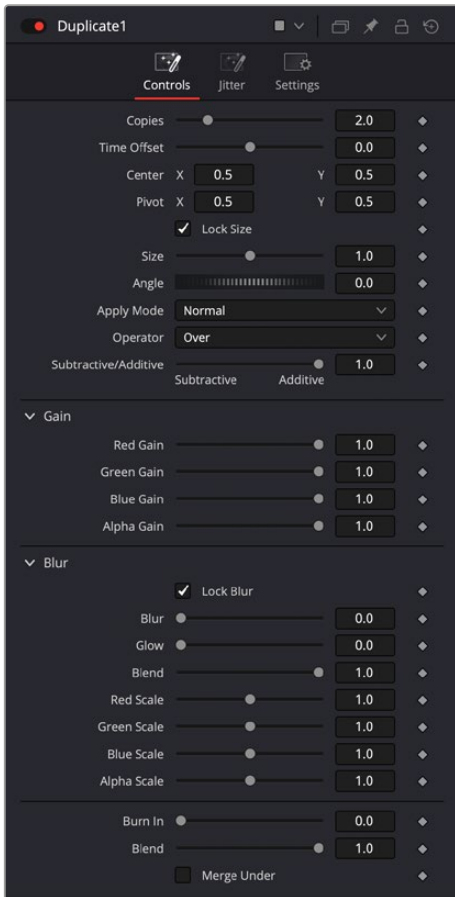 Duplicate1
Controls Jitter Settings
Copies 2.0
Time Offset 0.0
Center X 0.5 Y 0.5
Pivot X 0.5 Y 0.5
Lock Size
Size 1.0
Angle 0.0
Apply Mode Normal
Operator Over
Subtractive/Additive 1.0
Subtractive Additive
Gain
Red Gain 1.0
Green Gain 1.0
Blue Gain 1.0
Alpha Gain 1.0
Blur
Lock Blur
Blur 0.0
Glow 0.0
Blend 1.0
Red Scale 1.0
Green Scale 1.0
Blue Scale 1.0
Alpha Scale 1.0
Burn In 0.0
Blend 1.0
Merge Under